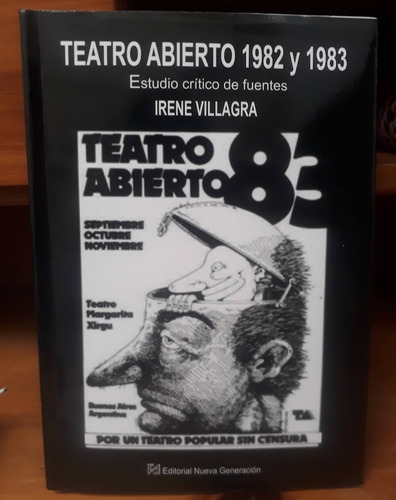 TEATRO ABIERTO 1982 y 1983
Estudio crítico de fuentes
IRENE VILLAGRA
TEATRO
ABIERTO 83
SEPTIEMBRE
OCTUBRE
NOVIEMBRE
Teatro
Margarita
Xirgu
Buenos Aires
Argentina
TA
POR UN TEATRO POPULAR SIN CENSURA
Editorial Nueva Generación